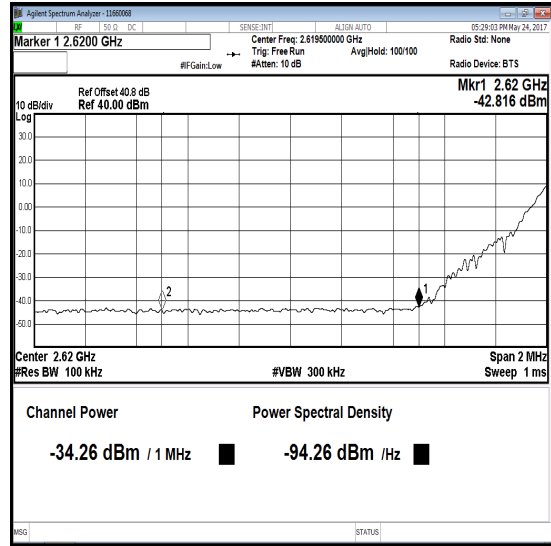 Agilent Spectrum Analyzer - 11660068
LXI RF 50 Ω DC SENSE:INT ALIGN AUTO 05:29:03 PM May 24, 2017
Marker 1 2.6200 GHz
Center Freq: 2.619500000 GHz
Radio Std: None
Trig: Free Run Avg|Hold: 100/100
#IFGain:Low #Atten: 10 dB Radio Device: BTS
Mkr1 2.62 GHz
-42.816 dBm
Ref Offset 40.8 dB
10 dB/div Ref 40.00 dBm
Log
30.0
20.0
10.0
0.00
-10.0
-20.0
-30.0
-40.0
-50.0
2
1
Center 2.62 GHz Span 2 MHz
#Res BW 100 kHz #VBW 300 kHz Sweep 1 ms
Channel Power Power Spectral Density
-34.26 dBm / 1 MHz -94.26 dBm /Hz
MSG STATUS